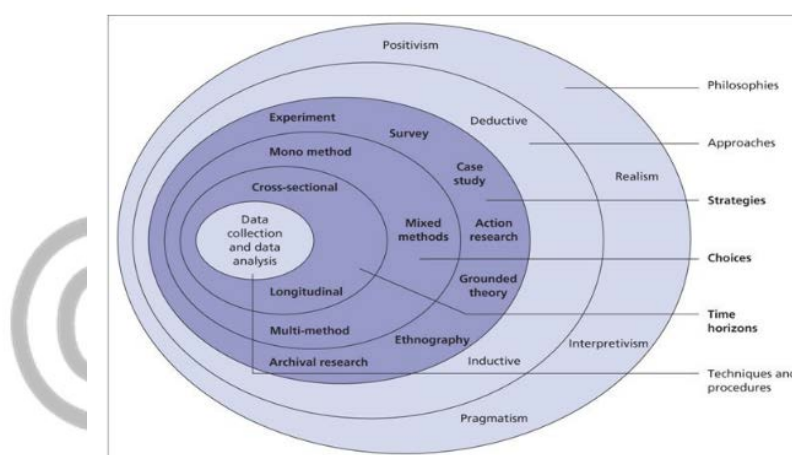 Positivism
Philosophies
Experiment
Deductive
Survey
Approaches
Mono method
Case
study
Realism
Cross-sectional
Strategies
Data
collection
and data
analysis
Mixed
methods
Action
research
Choices
Longitudinal
Grounded
theory
Time
horizons
Multi-method
Ethnography
Interpretivism
Archival research
Inductive
Techniques and
procedures
Pragmatism